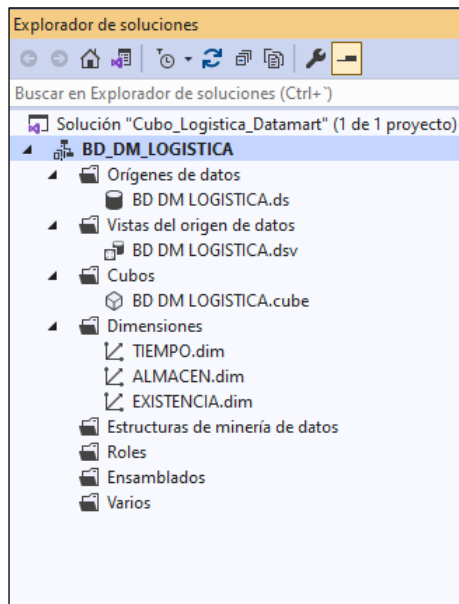 Explorador de soluciones
Buscar en Explorador de soluciones (Ctrl+`)
Solución "Cubo_Logistica_Datamart" (1 de 1 proyecto)
BD_DM_LOGISTICA
Orígenes de datos
BD DM LOGISTICA.ds
Vistas del origen de datos
BD DM LOGISTICA.dsv
Cubos
BD DM LOGISTICA.cube
Dimensiones
TIEMPO.dim
ALMACEN.dim
EXISTENCIA.dim
Estructuras de minería de datos
Roles
Ensamblados
Varios